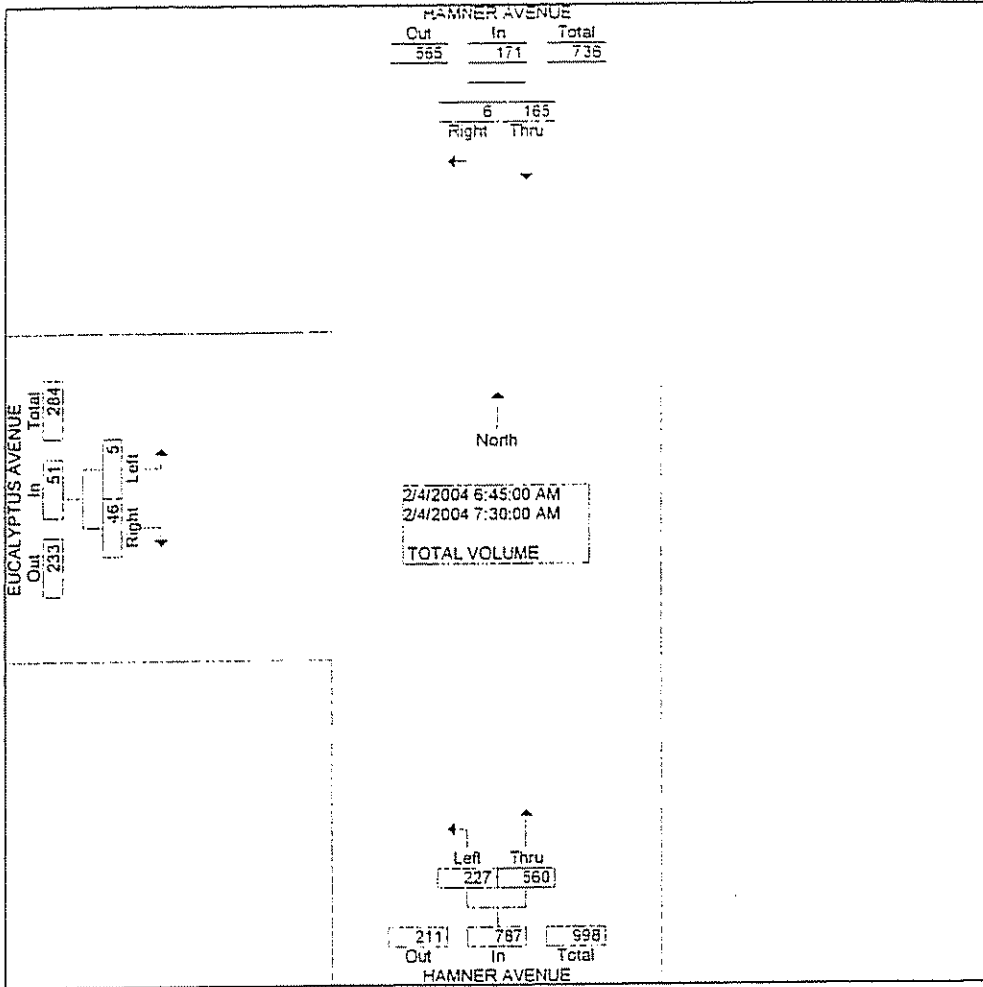 HAMNER AVENUE
Out In Total
565 171 736
6 165
Right Thru
EUCALYPTUS AVENUE
Out In Total
233 51 284
Right Left
46 5
North
2/4/2004 6:45:00 AM
2/4/2004 7:30:00 AM
TOTAL VOLUME
Left Thru
227 560
211 787 998
Out In Total
HAMNER AVENUE